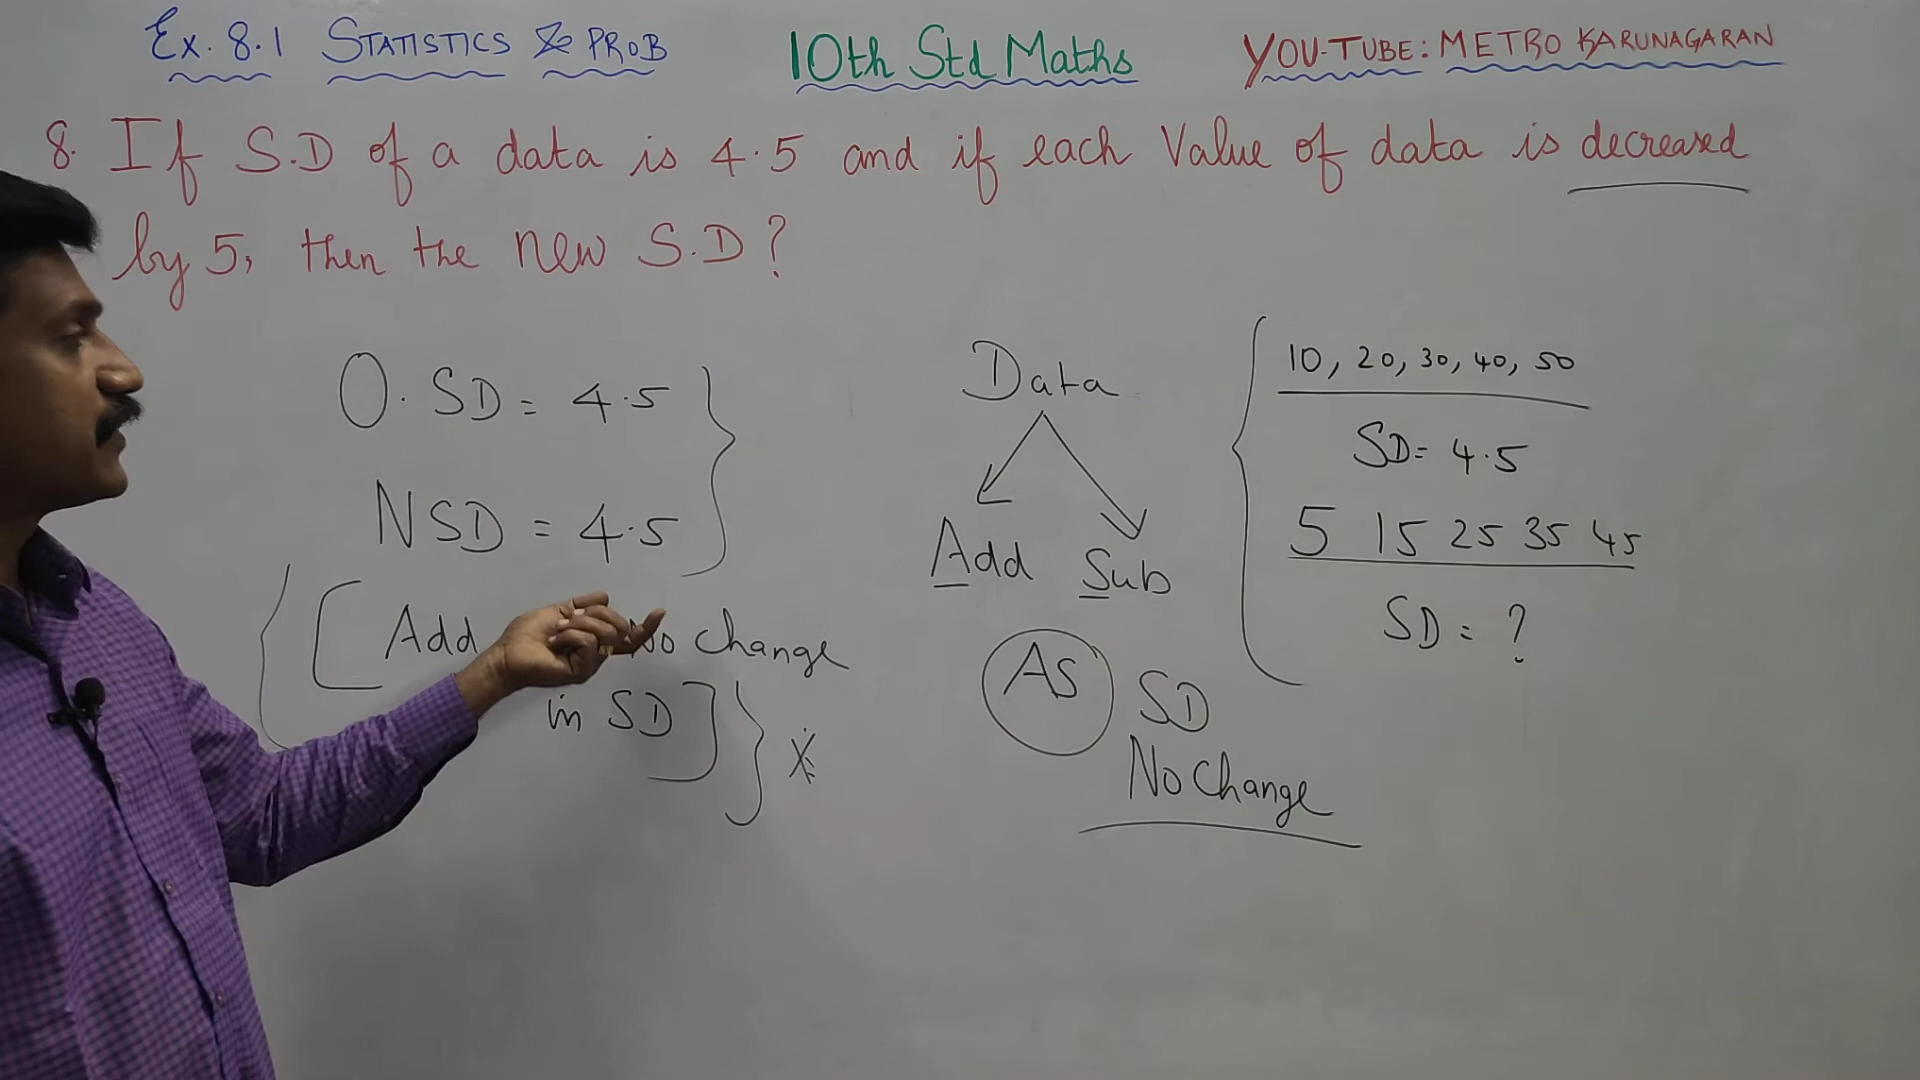 Ex. 8.1 STATISTICS & PROB
10th Std Maths
YOU-TUBE: METRO KARUNAGARAN
8. If S.D of a data is 4.5 and if each Value of data is decreased
by 5, then the new S.D?
O. SD = 4.5
NSD = 4.5
Add No Change
in SD
Data
Add Sub
AS SD
No Change
10, 20, 30, 40, 50
SD = 4.5
5 15 25 35 45
SD = ?